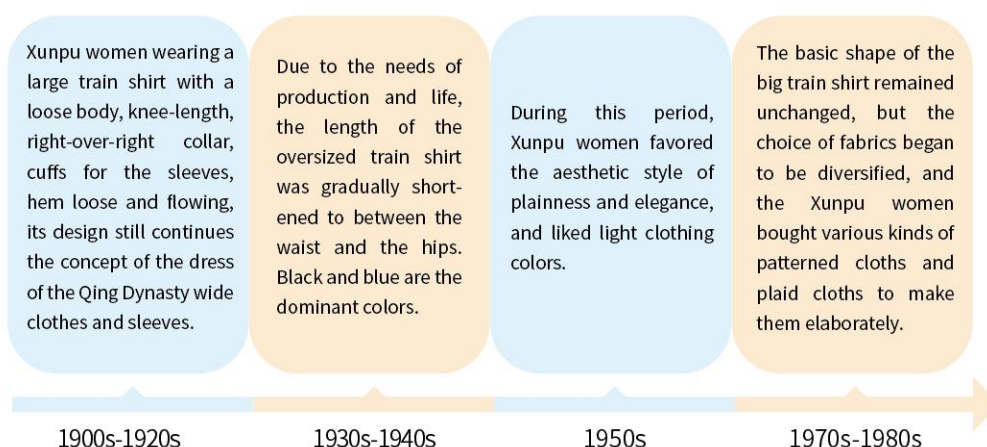 Xunpu women wearing a
large train shirt with a
loose body, knee-length,
right-over-right collar,
cuffs for the sleeves,
hem loose and flowing,
its design still continues
the concept of the dress
of the Qing Dynasty wide
clothes and sleeves.
Due to the needs of
production and life,
the length of the
oversized train shirt
was gradually short-
ened to between the
waist and the hips.
Black and blue are the
dominant colors.
During this period,
Xunpu women favored
the aesthetic style of
plainness and elegance,
and liked light clothing
colors.
The basic shape of the
big train shirt remained
unchanged, but the
choice of fabrics began
to be diversified, and
the Xunpu women
bought various kinds of
patterned cloths and
plaid cloths to make
them elaborately.
1900s-1920s
1930s-1940s
1950s
1970s-1980s